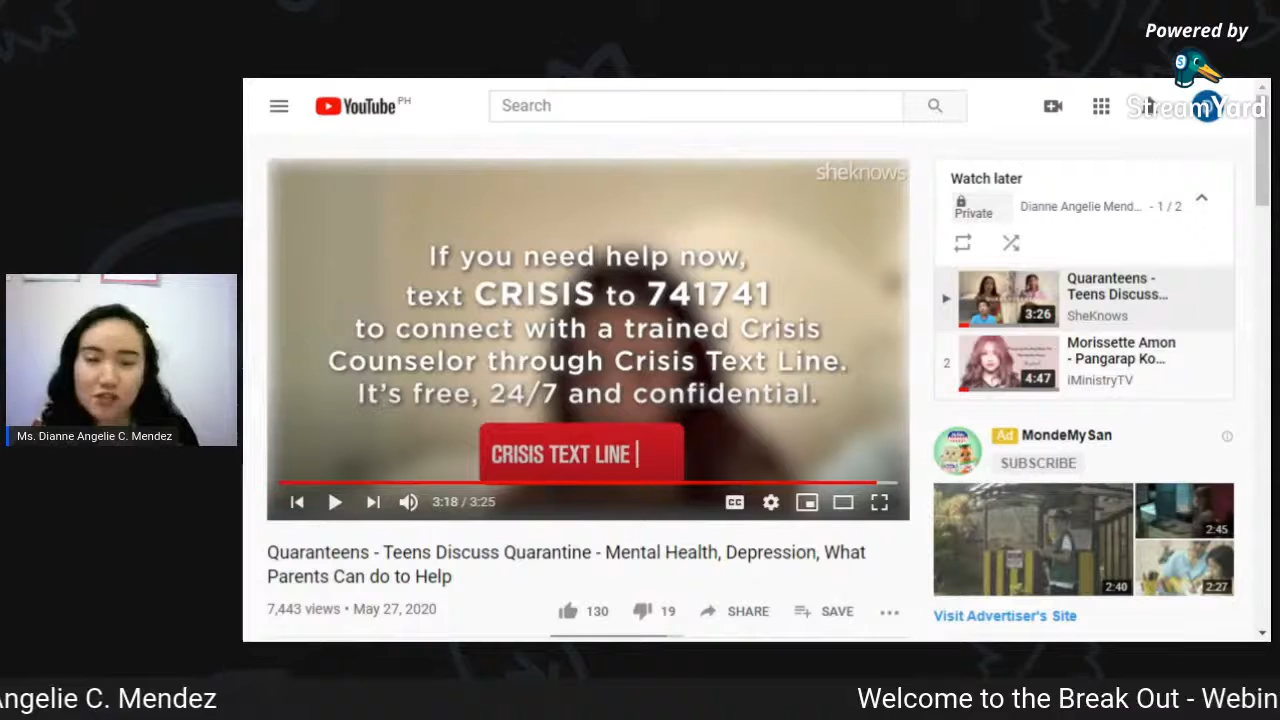 Powered by
StreamYard
YouTube PH
Search
sheknows
If you need help now,
text CRISIS to 741741
to connect with a trained Crisis
Counselor through Crisis Text Line.
It's free, 24/7 and confidential.
CRISIS TEXT LINE
3:18 / 3:25
CC
Quaranteens - Teens Discuss Quarantine - Mental Health, Depression, What
Parents Can do to Help
7,443 views • May 27, 2020
130
19
SHARE
SAVE
Watch later
Private
Dianne Angelie Mend... - 1 / 2
Quaranteens -
Teens Discuss...
SheKnows
3:26
2
Morissette Amon
- Pangarap Ko...
iMinistryTV
4:47
Ad MondeMySan
SUBSCRIBE
2:40
2:45
2:27
Visit Advertiser's Site
Ms. Dianne Angelie C. Mendez
Angelie C. Mendez
Welcome to the Break Out - Webin